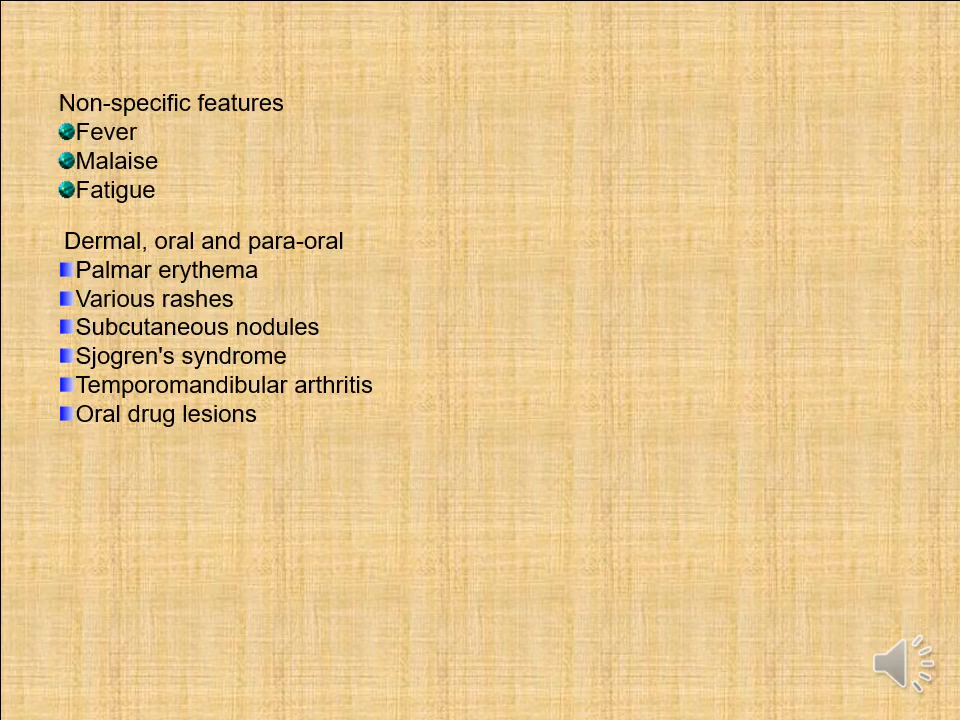 Non-specific features
Fever
Malaise
Fatigue
Dermal, oral and para-oral
Palmar erythema
Various rashes
Subcutaneous nodules
Sjogren's syndrome
Temporomandibular arthritis
Oral drug lesions